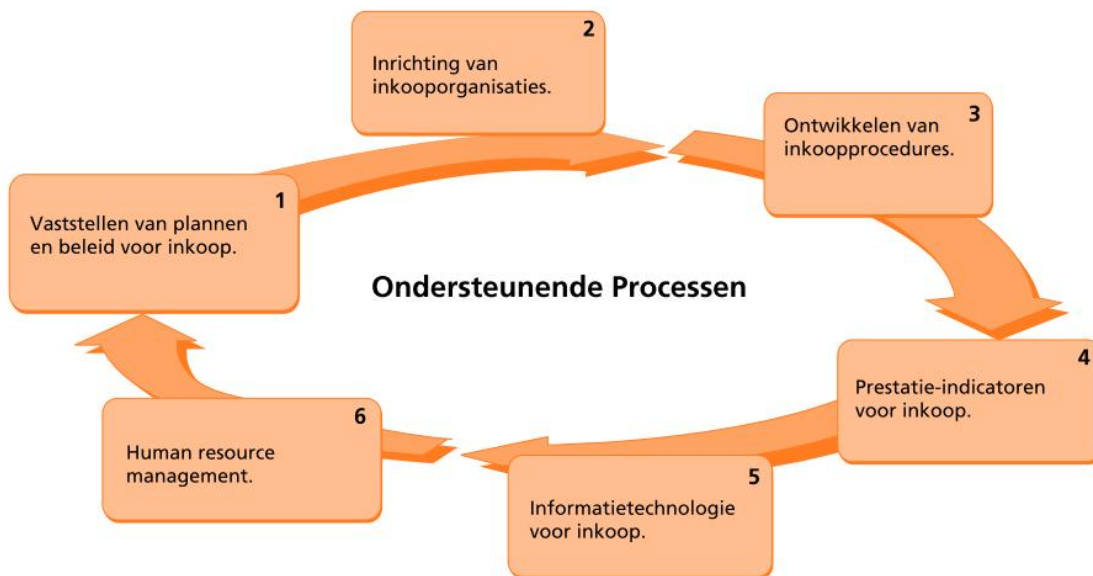 1
Vaststellen van plannen
en beleid voor inkoop.
2
Inrichting van
inkooporganisaties.
3
Ontwikkelen van
inkoopprocedures.
4
Prestatie-indicatoren
voor inkoop.
5
Informatietechnologie
voor inkoop.
6
Human resource
management.
Ondersteunende Processen